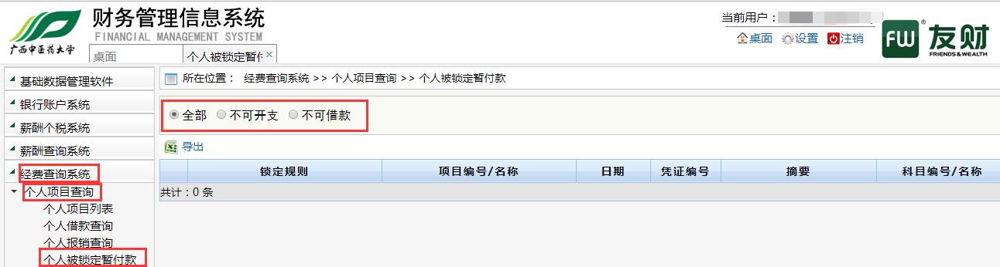 广西中医药大学
财务管理信息系统
FINANCIAL MANAGEMENT SYSTEM
当前用户：
桌面 设置 注销
FW
友财
FRIENDS&WEALTH
桌面 个人被锁定暂付
基础数据管理软件
银行账户系统
薪酬个税系统
薪酬查询系统
经费查询系统
个人项目查询
个人项目列表
个人借款查询
个人报销查询
个人被锁定暂付款
所在位置： 经费查询系统 >> 个人项目查询 >> 个人被锁定暂付款
全部 不可开支 不可借款
导出
锁定规则 项目编号/名称 日期 凭证编号 摘要 科目编号/名称
共计：0 条